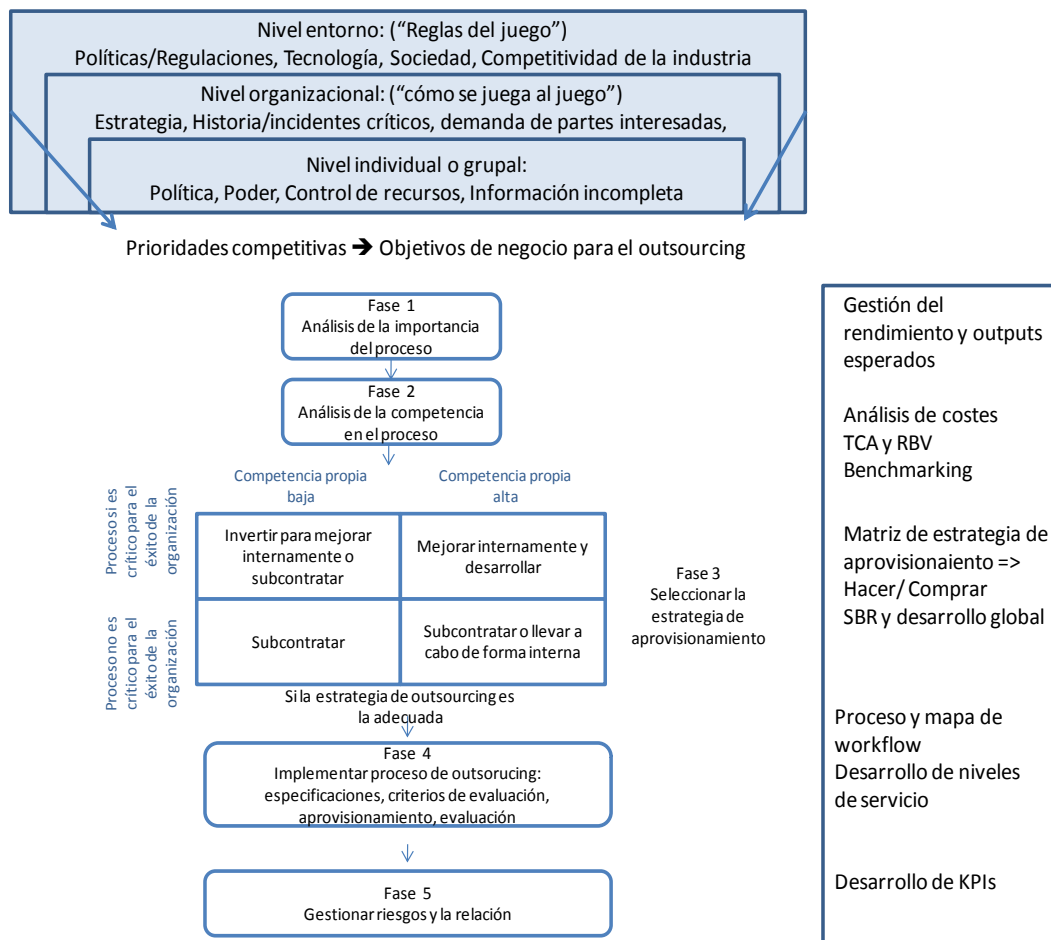 Nivel entorno: (“Reglas del juego”)
Políticas/Regulaciones, Tecnología, Sociedad, Competitividad de la industria
Nivel organizacional: (“cómo se juega al juego”)
Estrategia, Historia/incidentes críticos, demanda de partes interesadas,
Nivel individual o grupal:
Política, Poder, Control de recursos, Información incompleta
Prioridades competitivas ➔ Objetivos de negocio para el outsourcing
Fase 1
Análisis de la importancia
del proceso
Fase 2
Análisis de la competencia
en el proceso
Competencia propia
baja
Competencia propia
alta
Proceso si es
crítico para el
éxito de la
organización
Invertir para mejorar
internamente o
subcontratar
Mejorar internamente y
desarrollar
Proceso no es
crítico para el
éxito de la
organización
Subcontratar
Subcontratar o llevar a
cabo de forma interna
Fase 3
Seleccionar la
estrategia de
aprovisionamiento
Si la estrategia de outsourcing es
la adecuada
Fase 4
Implementar proceso de outsorucing:
especificaciones, criterios de evaluación,
aprovisionamiento, evaluación
Fase 5
Gestionar riesgos y la relación
Gestión del
rendimiento y outputs
esperados
Análisis de costes
TCA y RBV
Benchmarking
Matriz de estrategia de
aprovisionaiento =>
Hacer/ Comprar
SBR y desarrollo global
Proceso y mapa de
workflow
Desarrollo de niveles
de servicio
Desarrollo de KPIs